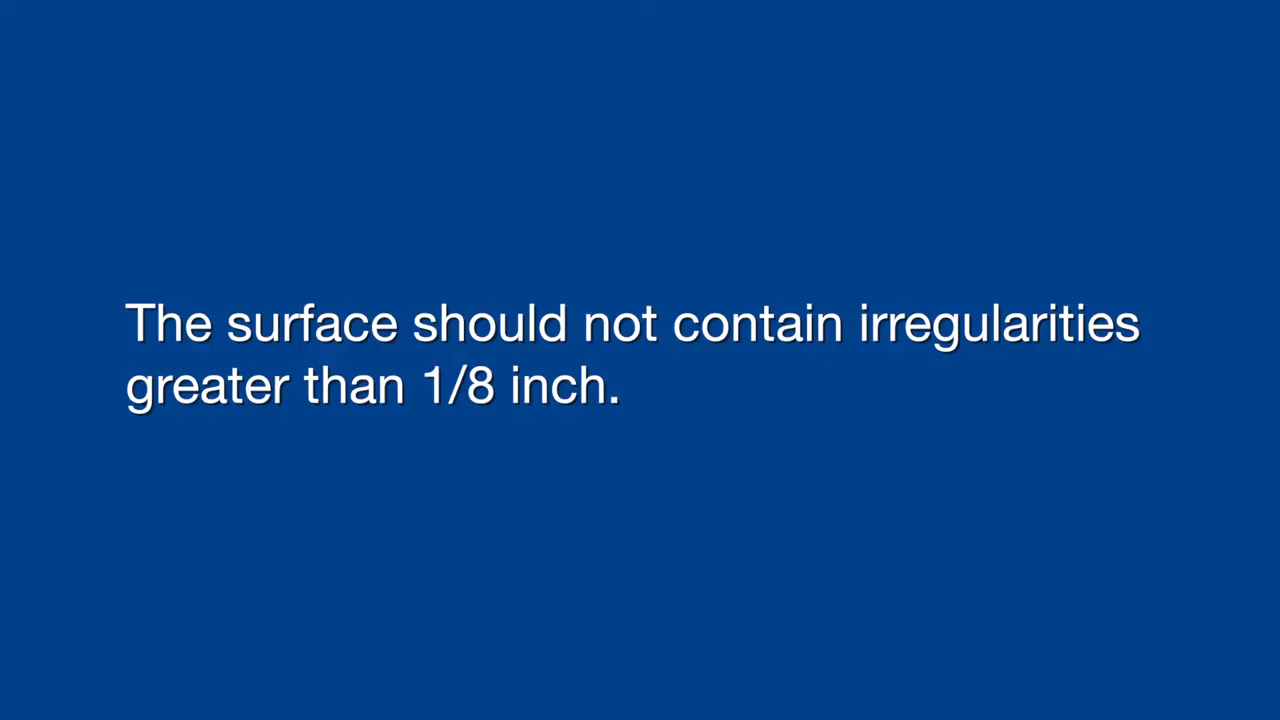 The surface should not contain irregularities
greater than 1/8 inch.